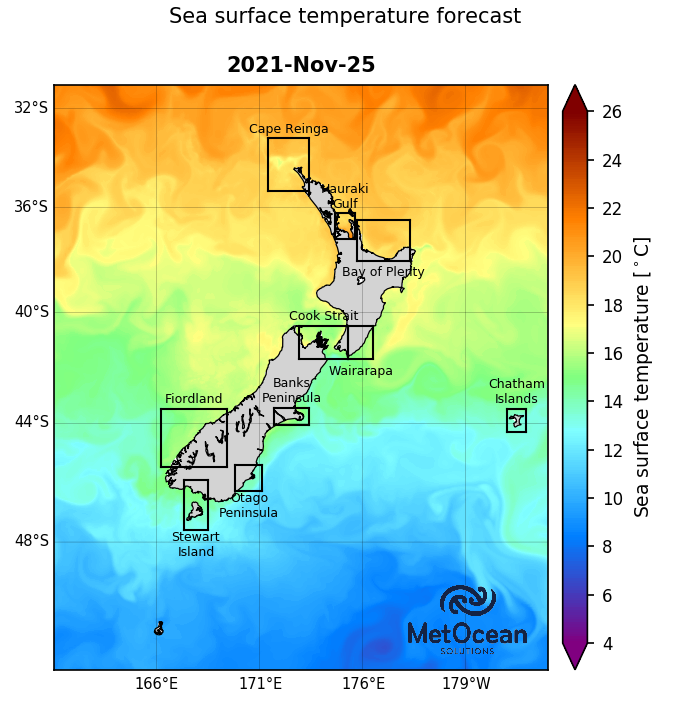 Sea surface temperature forecast
2021-Nov-25
32°S
36°S
40°S
44°S
48°S
166°E
171°E
176°E
179°W
Cape Reinga
Hauraki
Gulf
Bay of Plenty
Cook Strait
Wairarapa
Banks
Peninsula
Fiordland
Chatham
Islands
Otago
Peninsula
Stewart
Island
MetOcean
SOLUTIONS
26
24
22
20
18
16
14
12
10
8
6
4
Sea surface temperature [°C]